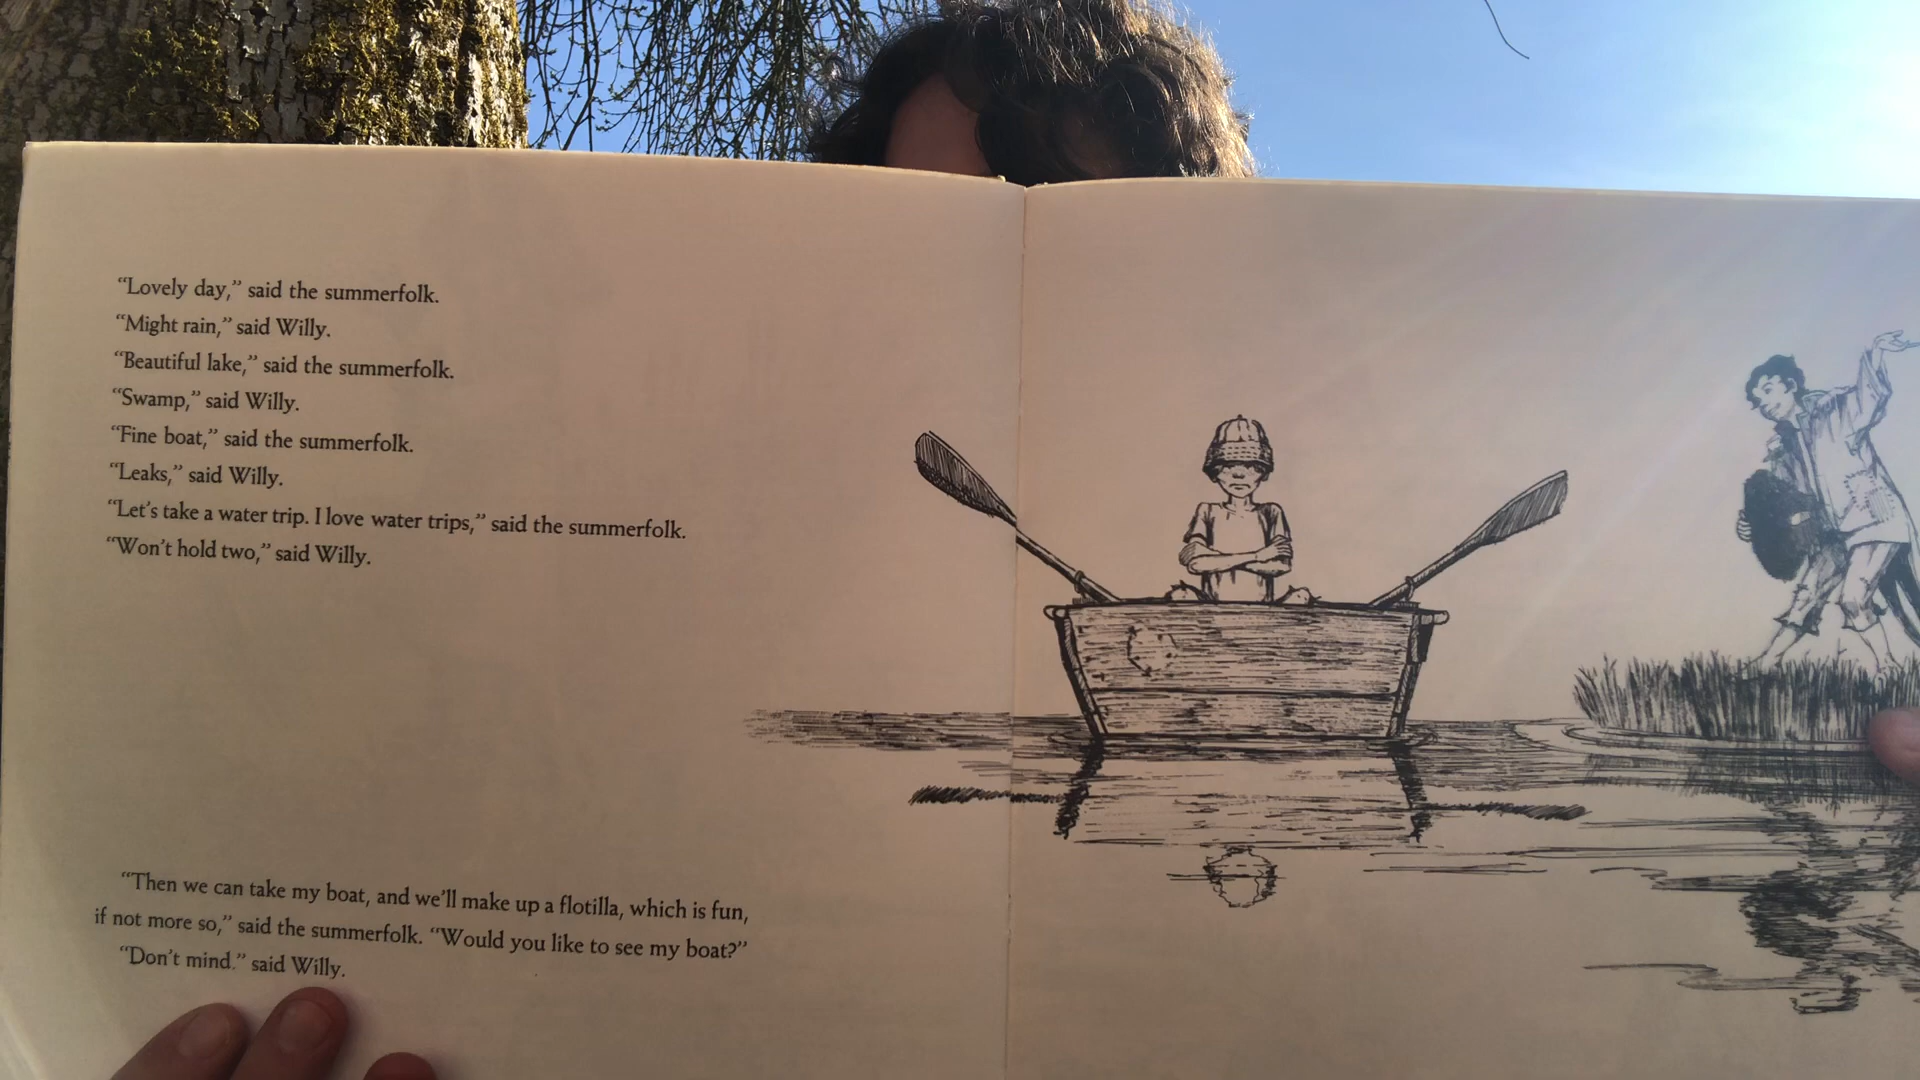 “Lovely day,” said the summerfolk.
“Might rain,” said Willy.
“Beautiful lake,” said the summerfolk.
“Swamp,” said Willy.
“Fine boat,” said the summerfolk.
“Leaks,” said Willy.
“Let's take a water trip. I love water trips,” said the summerfolk.
“Won't hold two,” said Willy.
“Then we can take my boat, and we'll make up a flotilla, which is fun,
if not more so,” said the summerfolk. “Would you like to see my boat?”
“Don't mind.” said Willy.